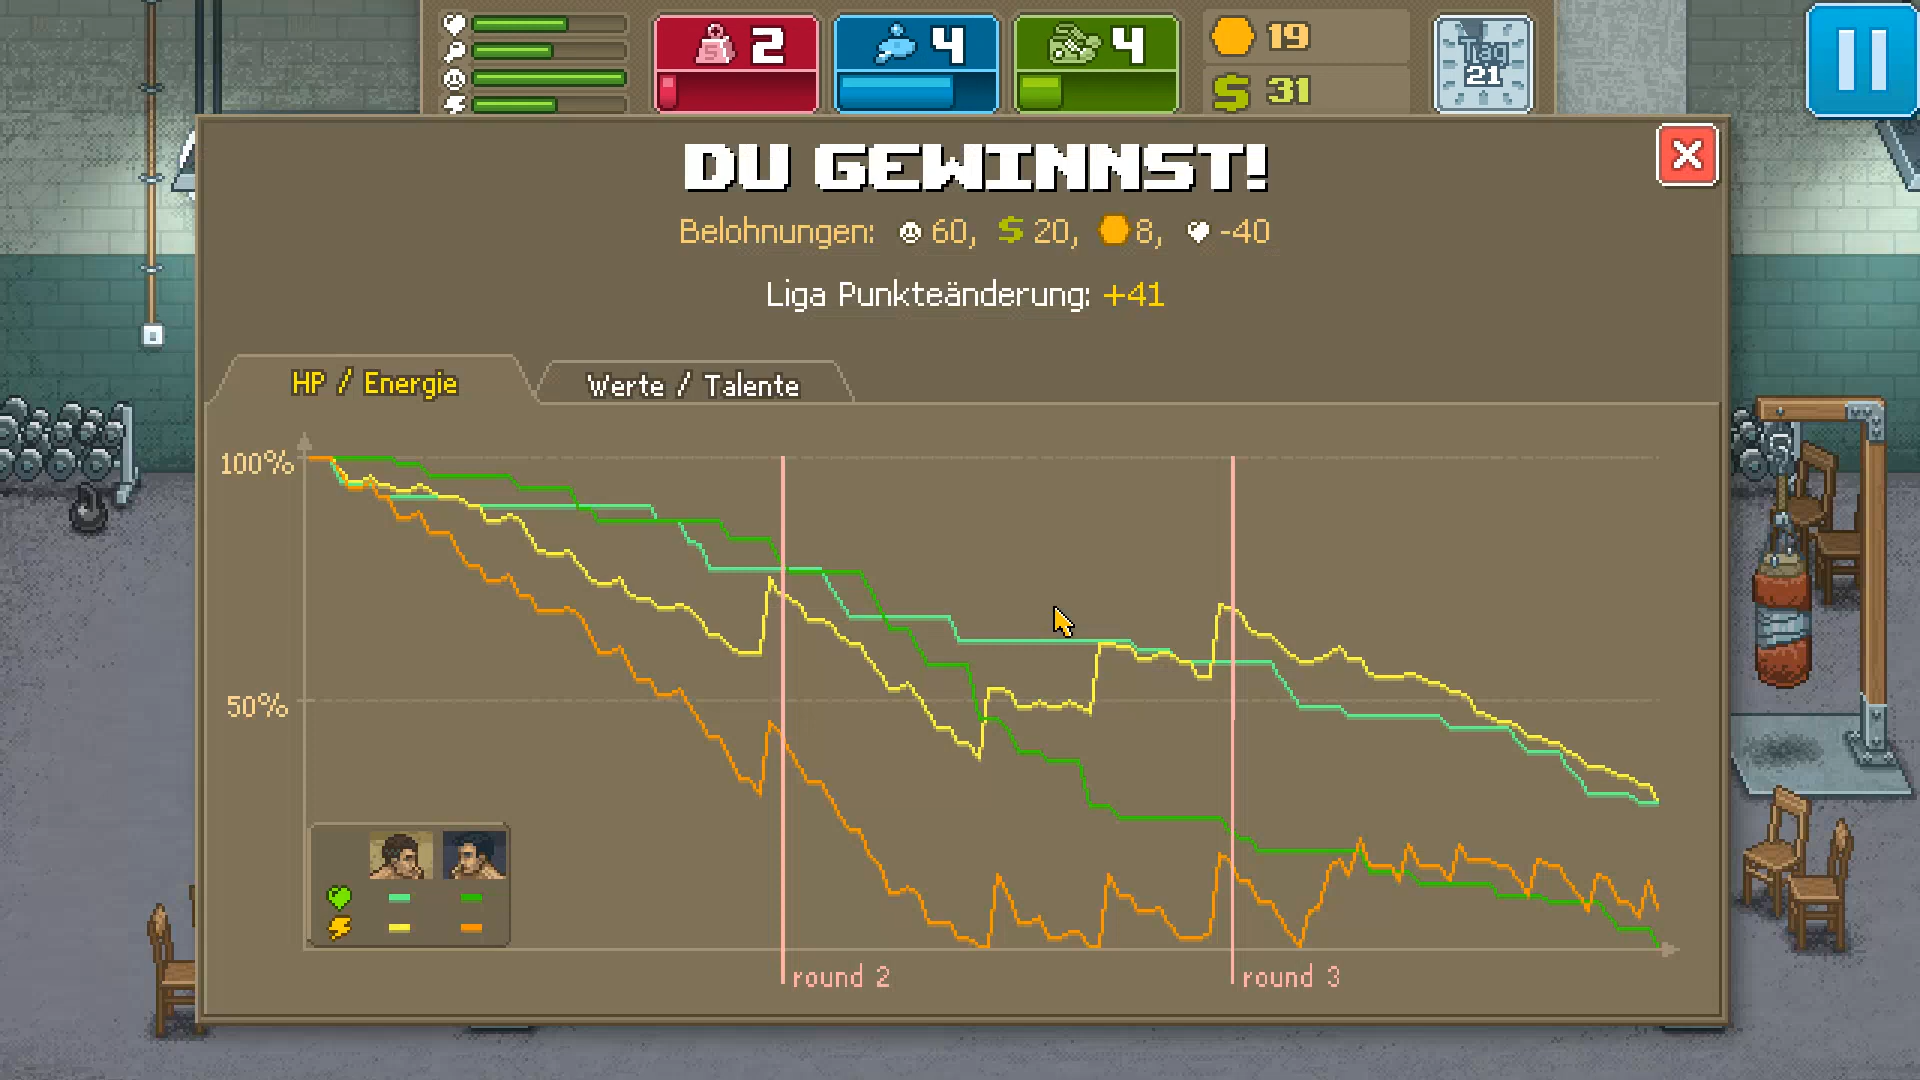 2
4
4
19
31
Tag
21
DU GEWINNST!
Belohnungen: 60, $ 20, 8, -40
Liga Punkteänderung: +41
HP / Energie
Werte / Talente
100%
50%
round 2
round 3